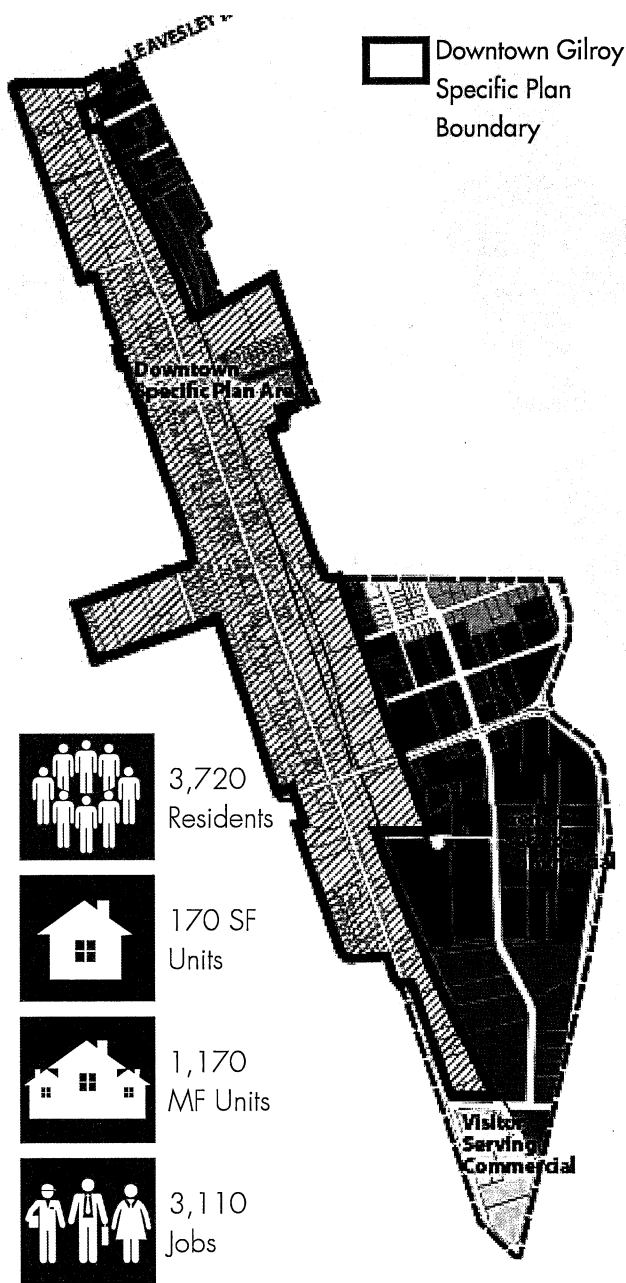 LEAVESLEY
Downtown Gilroy
Specific Plan
Boundary
Downtown
Specific Plan Area
3,720
Residents
170 SF
Units
1,170
MF Units
3,110
Jobs
Visitor
Serving
Commercial